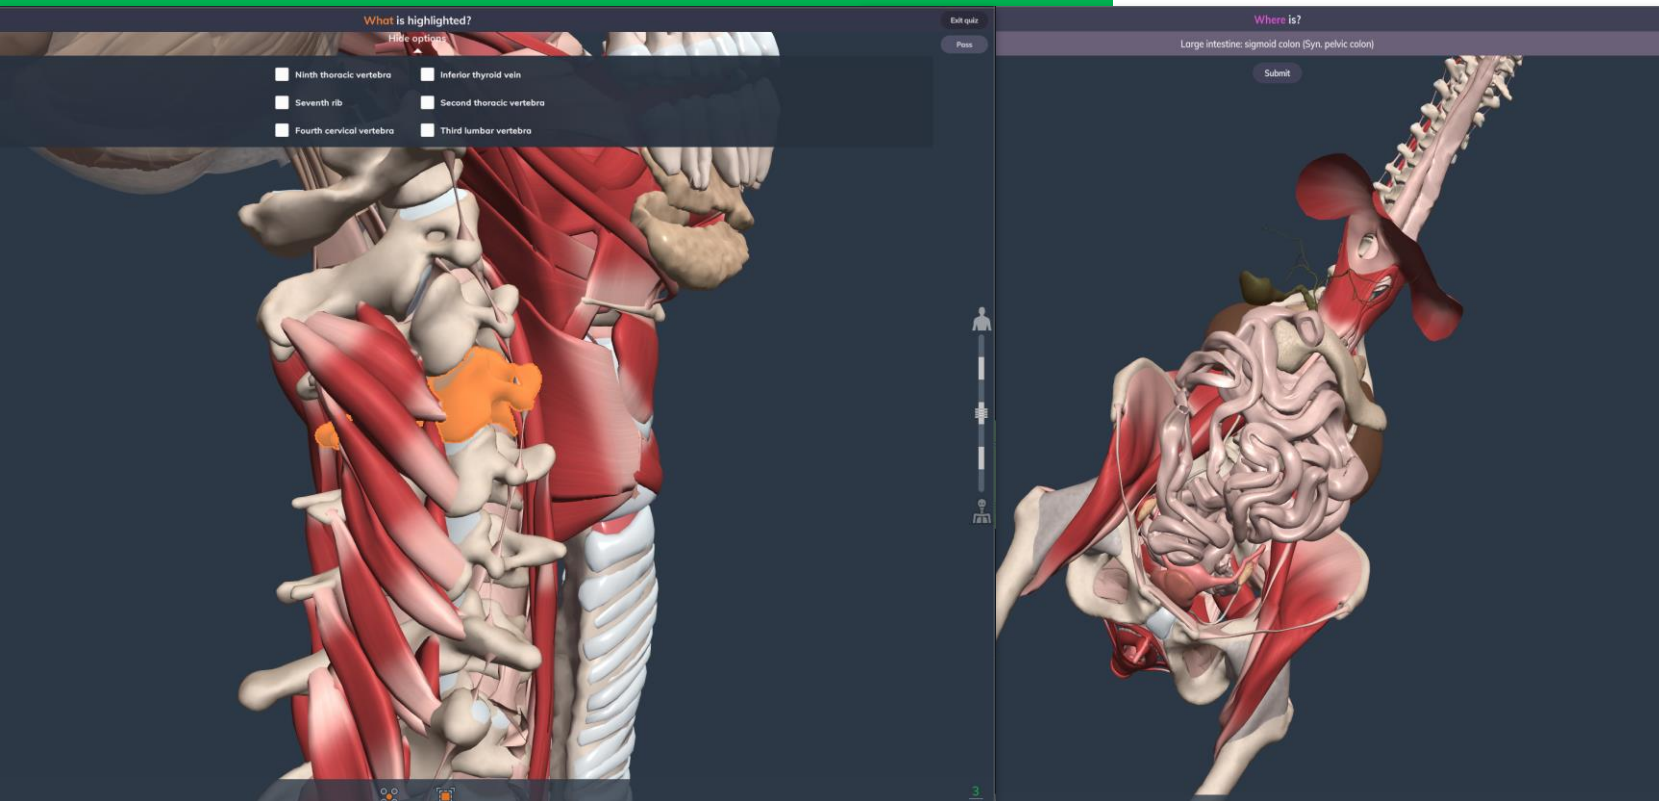 What is highlighted?
Exit quiz
Hide options
Pass
Ninth thoracic vertebra
Inferior thyroid vein
Seventh rib
Second thoracic vertebra
Fourth cervical vertebra
Third lumbar vertebra
3
Where is?
Large intestine: sigmoid colon (Syn. pelvic colon)
Submit